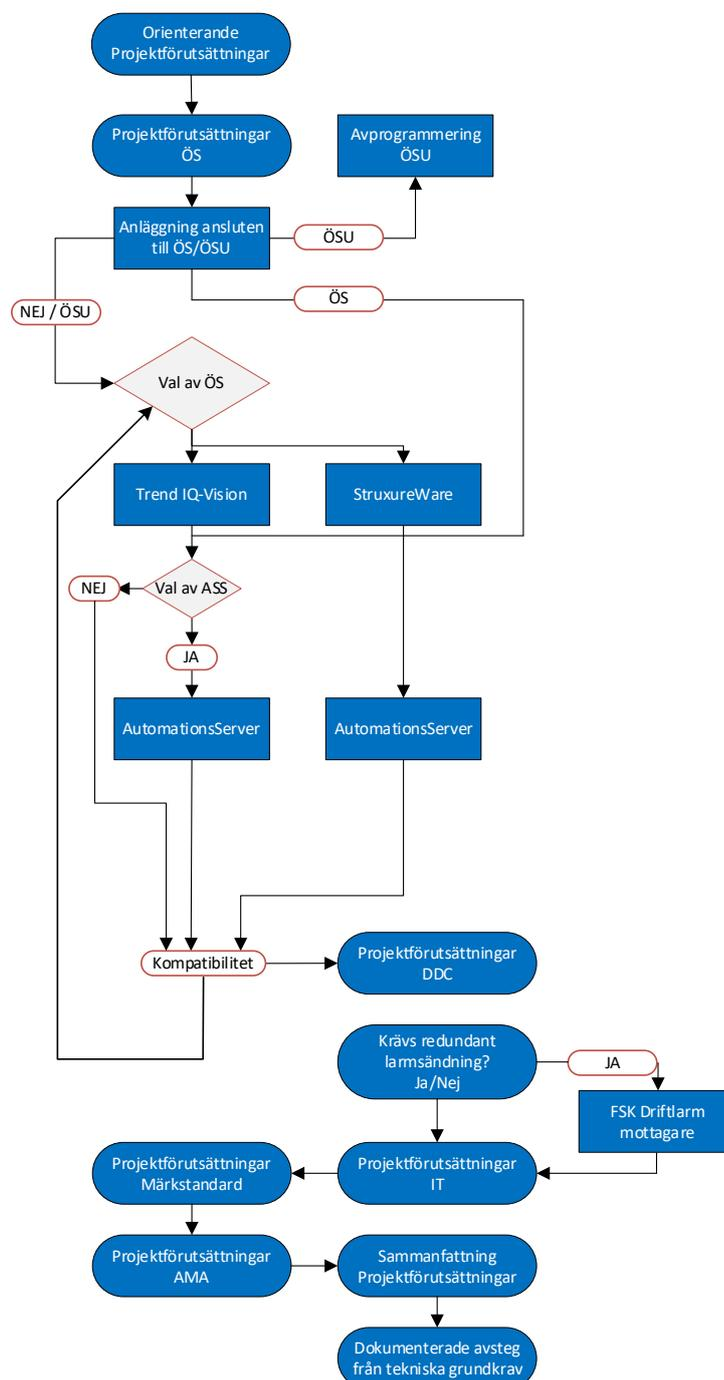 Orienterande
Projektförutsättningar
Projektförutsättningar
ÖS
Avprogrammering
ÖSU
Anläggning ansluten
till ÖS/ÖSU
ÖSU
ÖS
NEJ / ÖSU
Val av ÖS
Trend IQ-Vision
StruxureWare
NEJ
Val av ASS
JA
AutomationsServer
AutomationsServer
Kompatibilitet
Projektförutsättningar
DDC
Krävs redundant
larmsändning?
Ja/Nej
JA
FSK Driftlarm
mottagare
Projektförutsättningar
Märkstandard
Projektförutsättningar
IT
Projektförutsättningar
AMA
Sammanfattning
Projektförutsättningar
Dokumenterade avsteg
från tekniska grundkrav